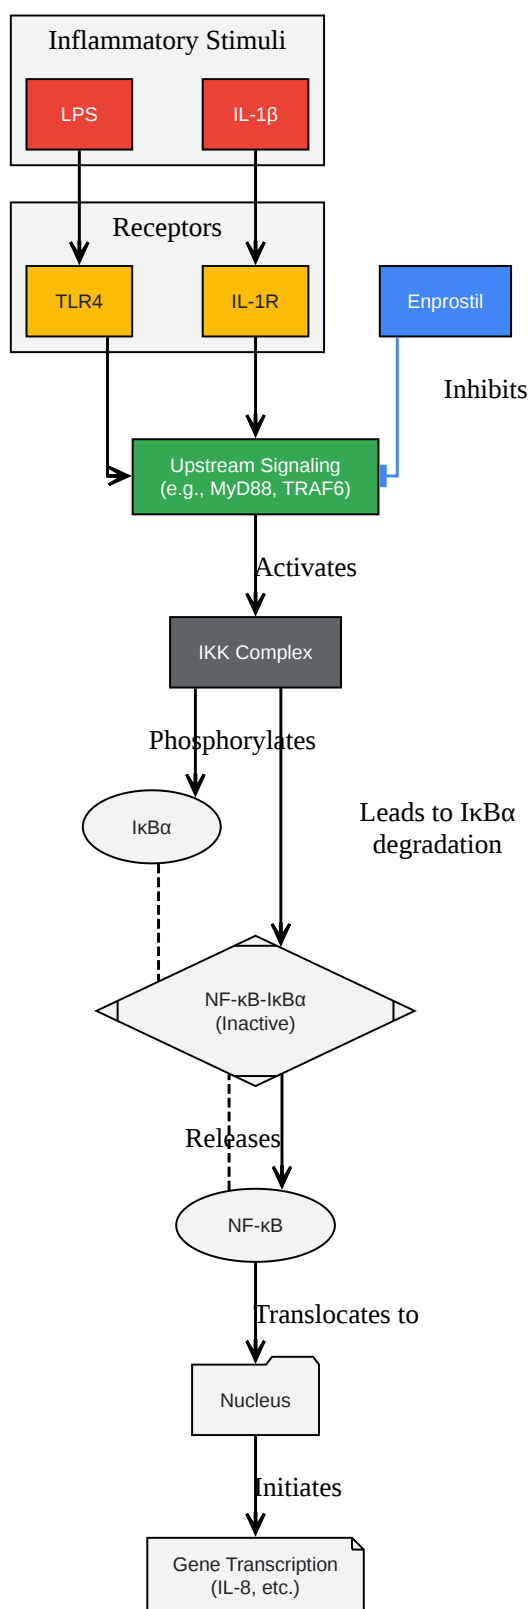 Inflammatory Stimuli
LPS
IL-1β
Receptors
TLR4
IL-1R
Enprostil
Inhibits
Upstream Signaling
(e.g., MyD88, TRAF6)
Activates
IKK Complex
Phosphorylates
IκBα
Leads to IκBα
degradation
NF-κB-IκBα
(Inactive)
Releases
NF-κB
Translocates to
Nucleus
Initiates
Gene Transcription
(IL-8, etc.)